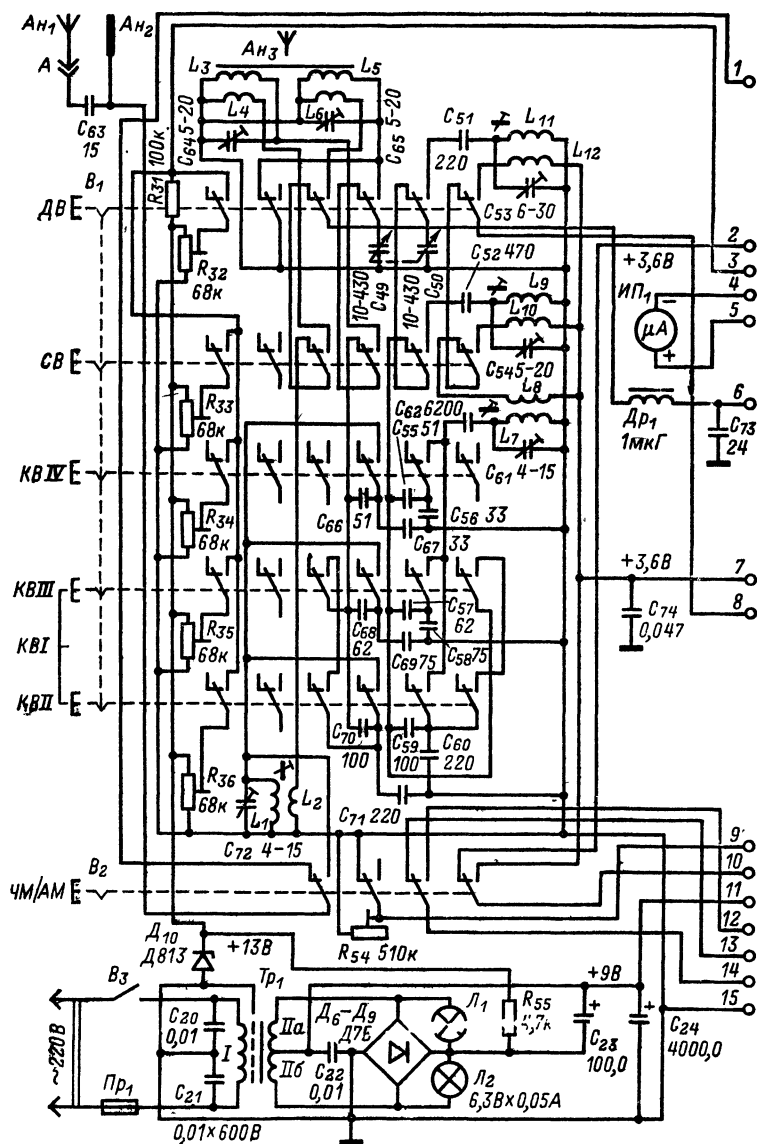 Ан₁
Ан₂
А
C₆₃
15
Ан₃
L₃
L₅
L₄
L₆
C₆₄ 5-20
C₆₅ 5-20
C₅₁
220
L₁₁
L₁₂
C₅₃ 6-30
1
B₁
ДВ
R₃₁ 100к
R₃₂
68к
10-430
C₄₉
10-430
C₅₀
C₅₂ 470
L₉
L₁₀
C₅₄ 5-20
+3,6В
2
3
4
5
ИП₁
−
μA
+
СВ
R₃₃
68к
L₈
C₆₂ 6200
C₅₅ 51
L₇
C₆₁ 4-15
Др₁
1мкГ
6
C₇₃
24
КВIV
R₃₄
68к
C₆₆ 51
C₅₆ 33
C₆₇ 33
КВIII
КВI
КВII
R₃₅
68к
C₆₈
62
C₅₇
62
C₆₉ 75
C₅₈ 75
+3,6В
7
8
C₇₄
0,047
C₇₀
100
C₅₉
100
C₆₀
220
R₃₆
68к
L₁
L₂
C₇₂ 4-15
C₇₁ 220
B₂
ЧМ/АМ
R₅₄ 510к
9
10
11
12
13
14
15
Д₁₀
Д813
+13В
B₃
Тр₁
+9В
~220В
C₂₀
0,01
I
IIа
IIб
C₂₁
0,01×600В
Пр₁
Д₆−Д₉
Д7Б
C₂₂
0,01
Л₁
Л₂
6,3В×0,05А
R₅₅
+
C₂₃
100,0
+
C₂₄
4000,0